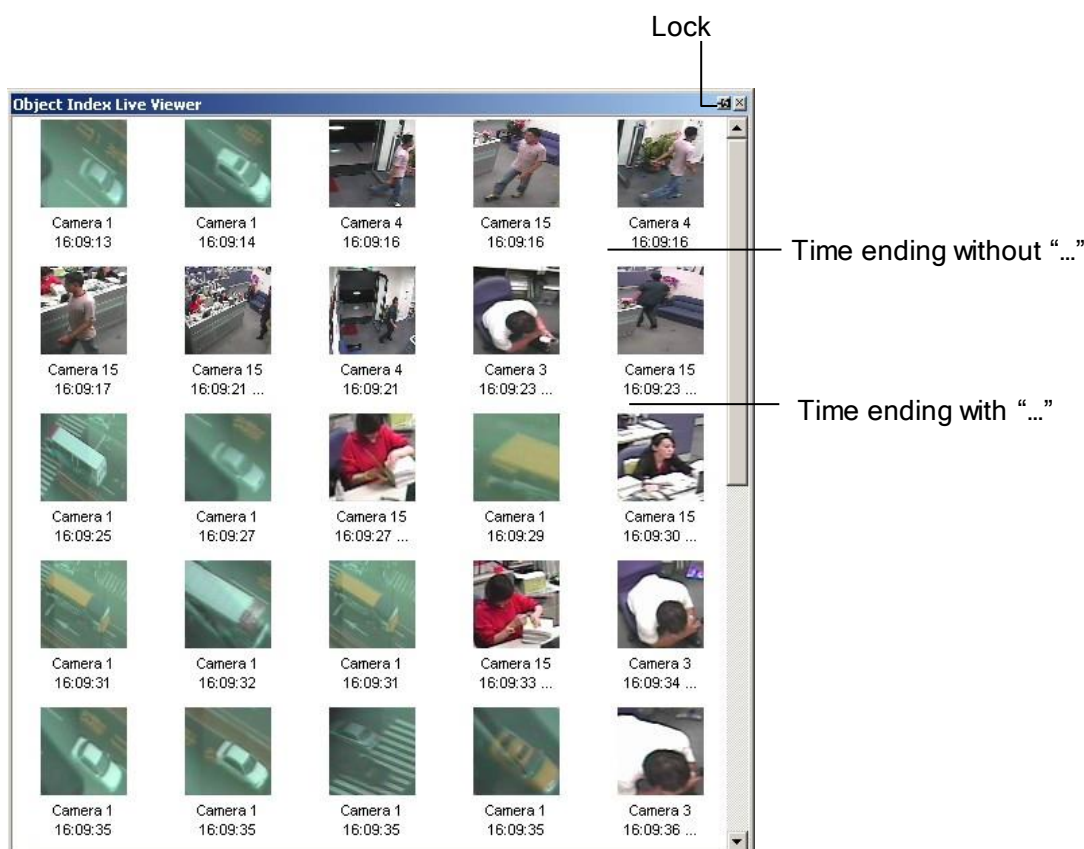 Lock
Object Index Live Viewer
Camera 1
16:09:13
Camera 1
16:09:14
Camera 4
16:09:16
Camera 15
16:09:16
Camera 4
16:09:16
Time ending without “...”
Camera 15
16:09:17
Camera 15
16:09:21 ...
Camera 4
16:09:21
Camera 3
16:09:23 ...
Camera 15
16:09:23 ...
Time ending with “...”
Camera 1
16:09:25
Camera 1
16:09:27
Camera 15
16:09:27 ...
Camera 1
16:09:29
Camera 15
16:09:30 ...
Camera 1
16:09:31
Camera 1
16:09:32
Camera 1
16:09:31
Camera 15
16:09:33 ...
Camera 3
16:09:34 ...
Camera 1
16:09:35
Camera 1
16:09:35
Camera 1
16:09:35
Camera 1
16:09:35
Camera 3
16:09:36 ...